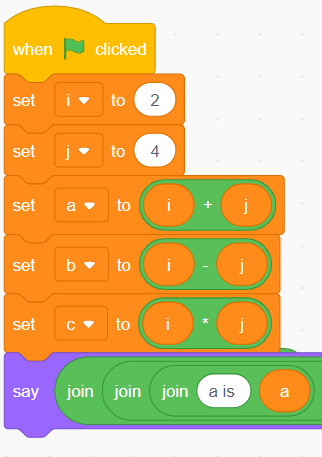 when clicked
set i to 2
set j to 4
set a to i + j
set b to i - j
set c to i * j
say join join join a is a